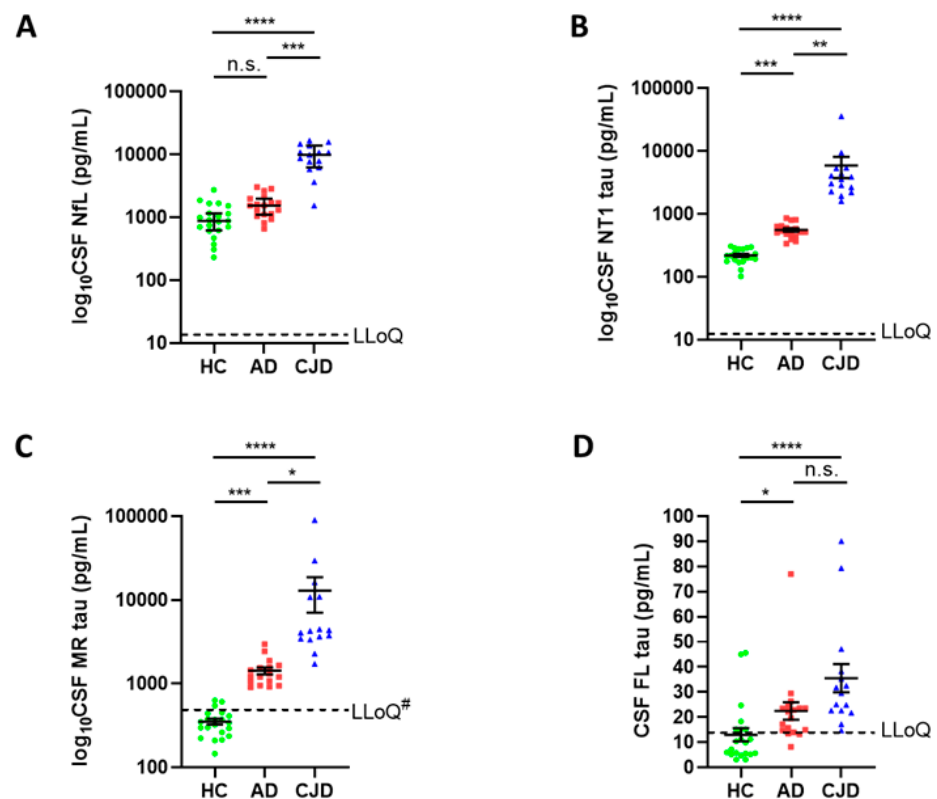 A
****
***
n.s.
log10CSF NfL (pg/mL)
100000
10000
1000
100
10
LLoQ
HC AD CJD
B
****
**
***
log10CSF NT1 tau (pg/mL)
100000
10000
1000
100
10
LLoQ
HC AD CJD
C
****
*
***
log10CSF MR tau (pg/mL)
100000
10000
1000
100
LLoQ#
HC AD CJD
D
****
n.s.
*
CSF FL tau (pg/mL)
100
90
80
70
60
50
40
30
20
10
0
LLoQ
HC AD CJD